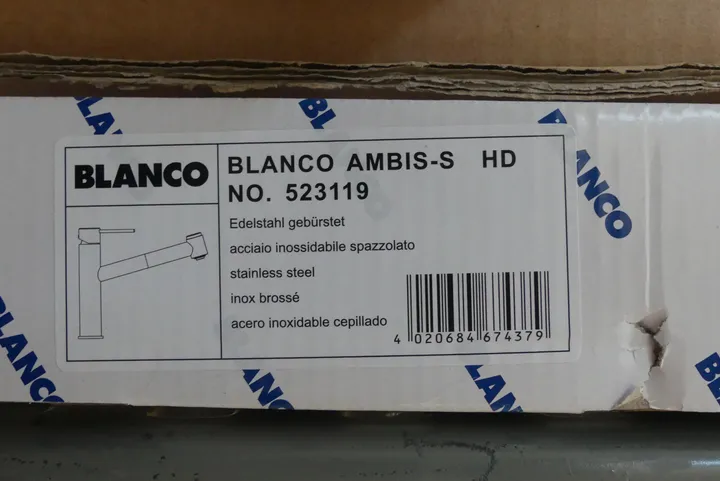 BLANCO
BLANCO
BLANCO AMBIS-S HD
NO. 523119
Edelstahl gebürstet
acciaio inossidabile spazzolato
stainless steel
inox brossé
acero inoxidable cepillado
4 020684 674379